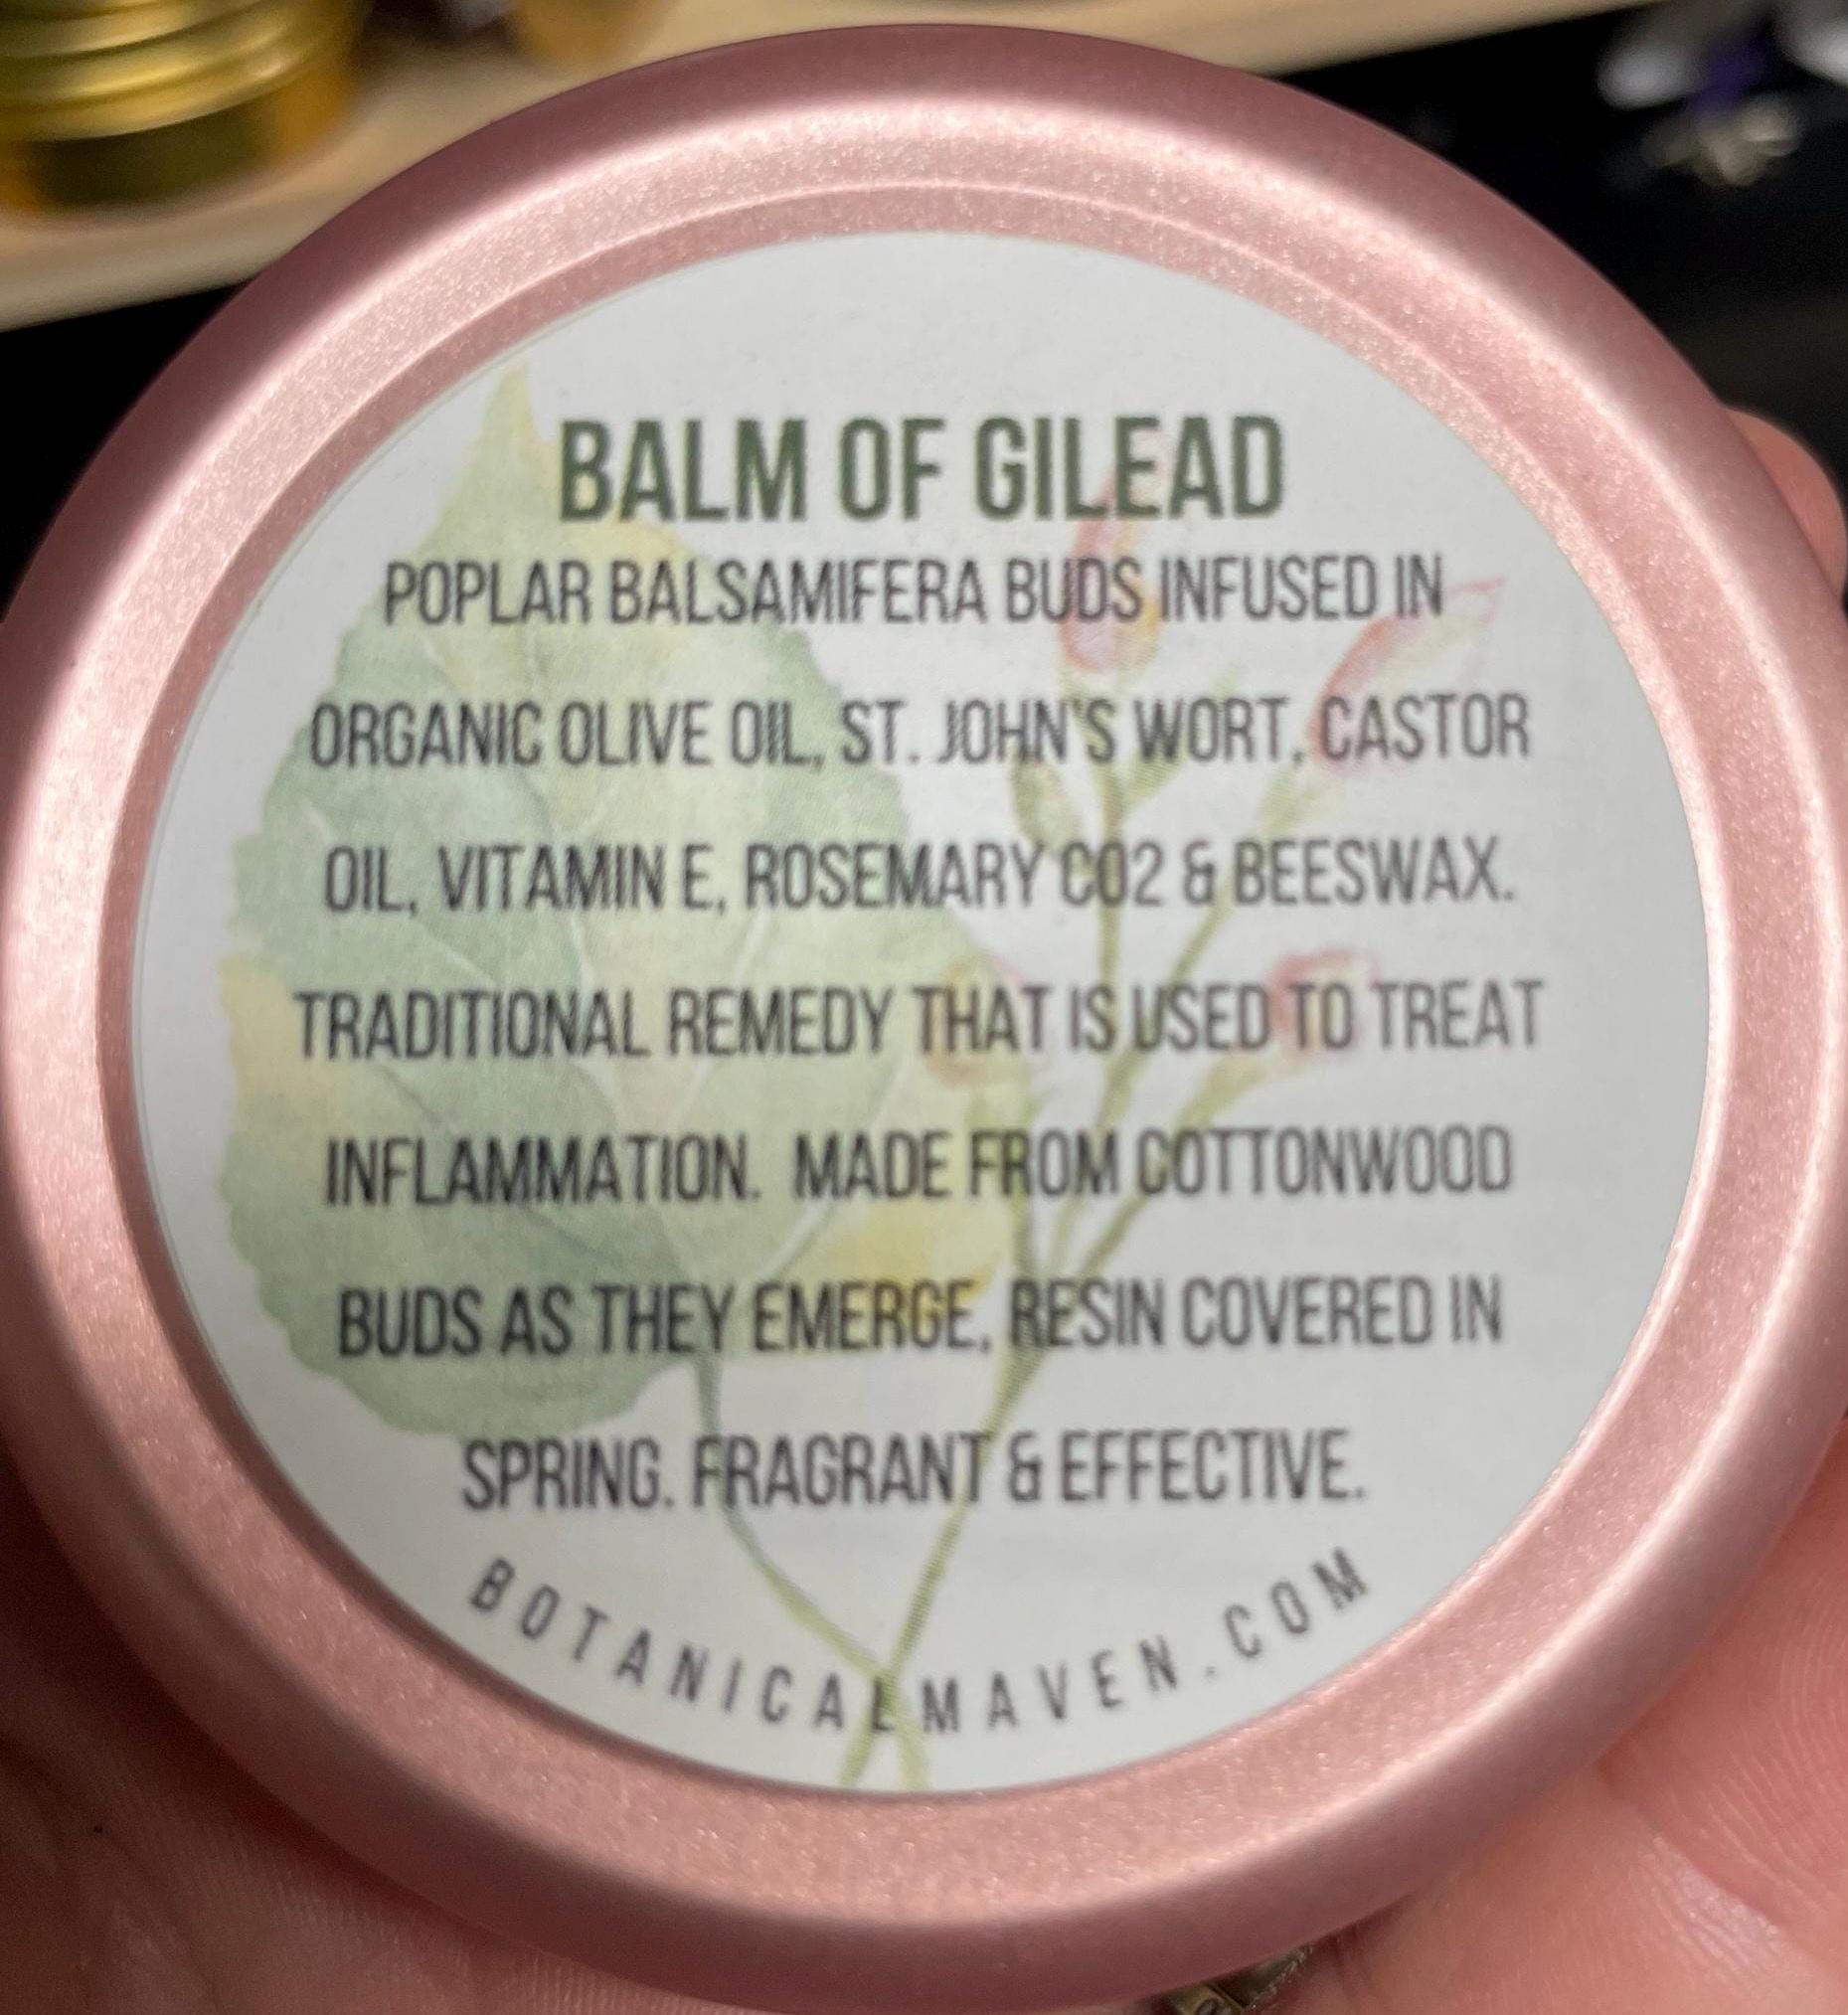 BALM OF GILEAD
POPLAR BALSAMIFERA BUDS INFUSED IN
ORGANIC OLIVE OIL, ST. JOHN'S WORT, CASTOR
OIL, VITAMIN E, ROSEMARY CO2 & BEESWAX.
TRADITIONAL REMEDY THAT IS USED TO TREAT
INFLAMMATION. MADE FROM COTTONWOOD
BUDS AS THEY EMERGE, RESIN COVERED IN
SPRING. FRAGRANT & EFFECTIVE.
BOTANICALMAVEN.COM